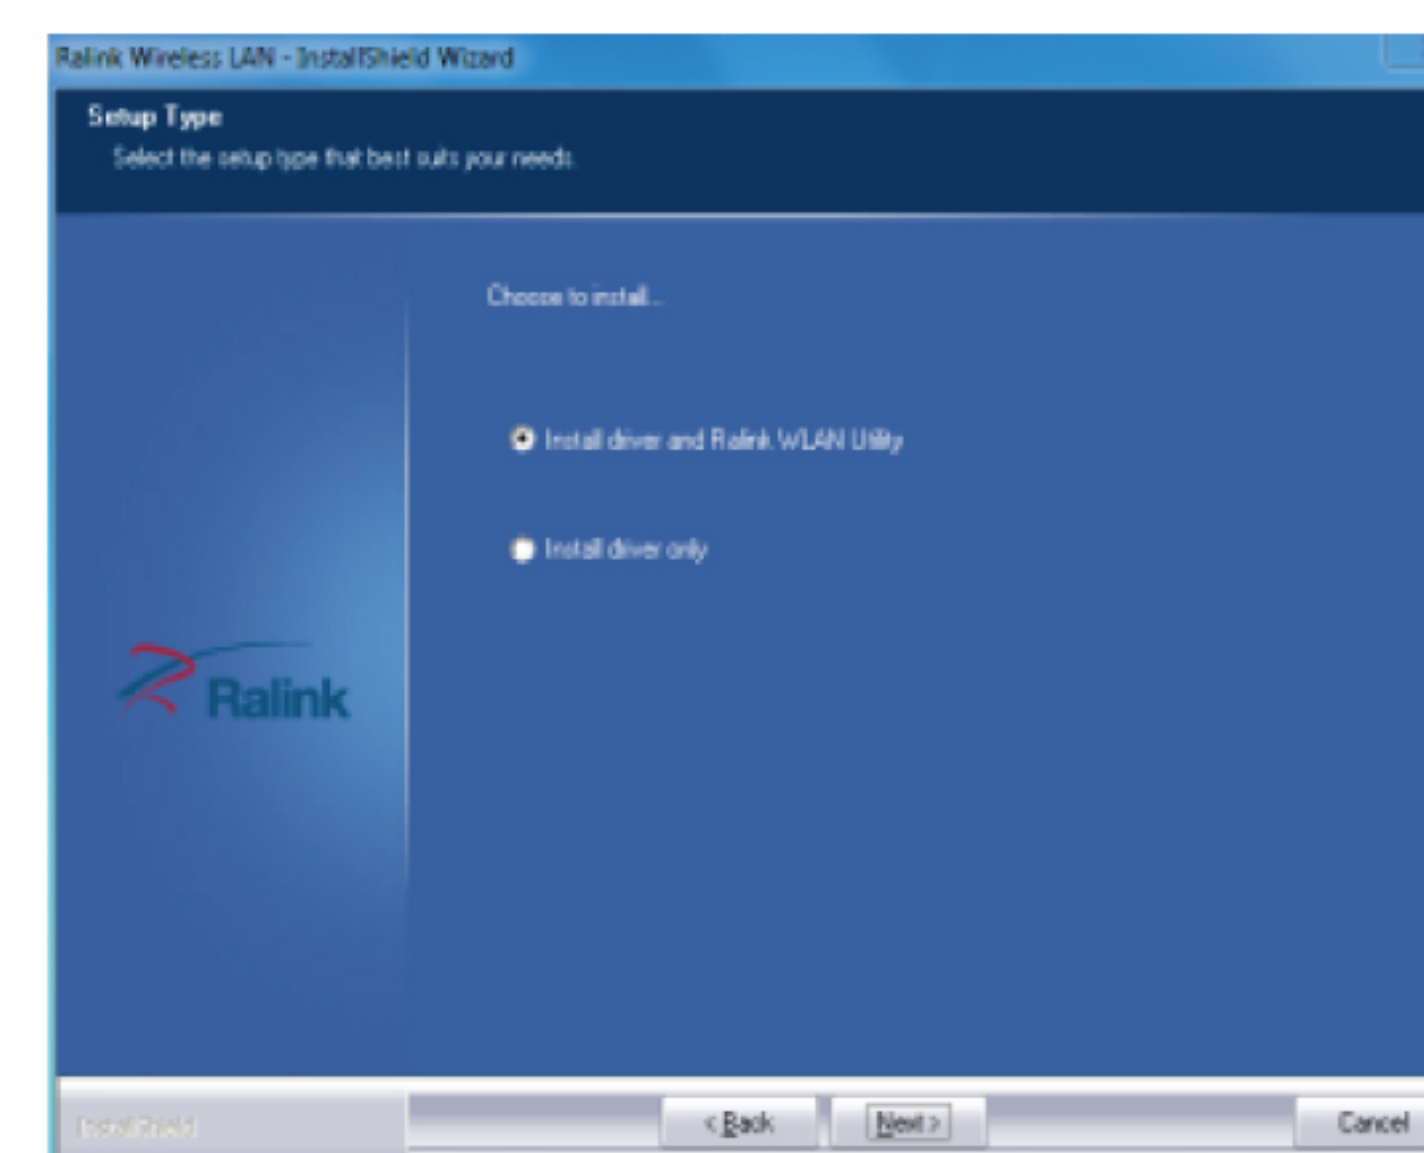 Ralink Wireless LAN - InstallShield Wizard
Setup Type
Select the setup type that best suits your needs.
Choose to install...
Install driver and Ralink WLAN Utility
Install driver only
Ralink
InstallShield
< Back
Next >
Cancel